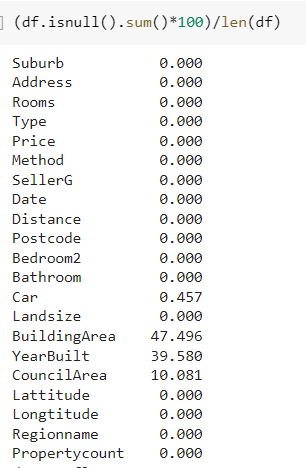 (df.isnull().sum()*100)/len(df)
Suburb 0.000
Address 0.000
Rooms 0.000
Type 0.000
Price 0.000
Method 0.000
SellerG 0.000
Date 0.000
Distance 0.000
Postcode 0.000
Bedroom2 0.000
Bathroom 0.000
Car 0.457
Landsize 0.000
BuildingArea 47.496
YearBuilt 39.580
CouncilArea 10.081
Lattitude 0.000
Longtitude 0.000
Regionname 0.000
Propertycount 0.000